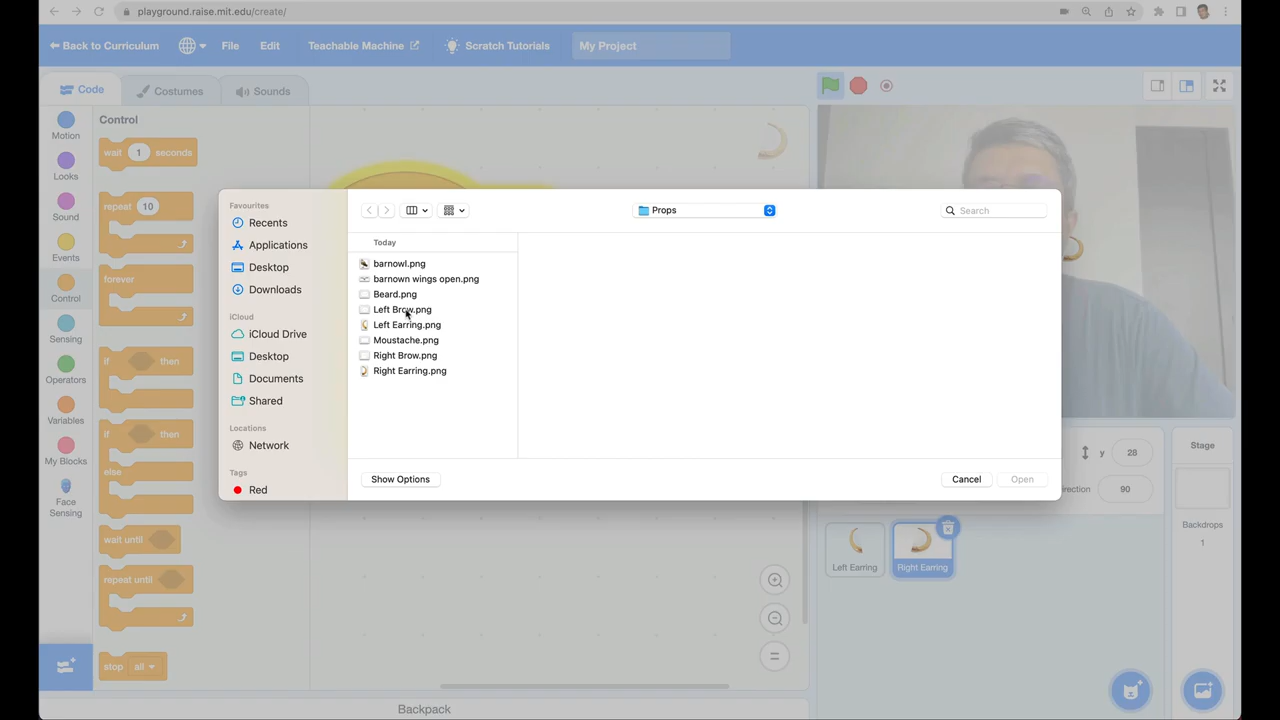 playground.raise.mit.edu/create/
Back to Curriculum
File
Edit
Teachable Machine
Scratch Tutorials
My Project
Code
Costumes
Sounds
Motion
Looks
Sound
Events
Control
Sensing
Operators
Variables
My Blocks
Face
Sensing
Control
wait 1 seconds
repeat 10
forever
if then
if then
else
wait until
repeat until
stop all
Favourites
Recents
Applications
Desktop
Downloads
iCloud
iCloud Drive
Desktop
Documents
Shared
Locations
Network
Tags
Red
Props
Search
Today
barnowl.png
barnown wings open.png
Beard.png
Left Brow.png
Left Earring.png
Moustache.png
Right Brow.png
Right Earring.png
Show Options
Cancel
Open
y 28
irection 90
Left Earring
Right Earring
Stage
Backdrops
1
Backpack